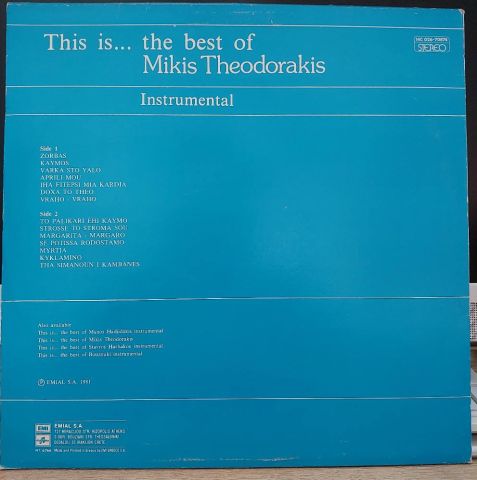 This is... the best of
Mikis Theodorakis
STEREO
Instrumental
Side 1
ZORBAS
KAYMOS
VARKA STO YALO
APRILI MOU
IHA FITEPSI MIA KARDIA
DOXA TO THEO
VRAHO - VRAHO
Side 2
TO PALIKARI EHI KAYMO
STROSSE TO STROMA SOU
MARGARITA - MARGARO
SE POTISSA RODOSTAMO
MYRTIA
KYKLAMINO
THA SIMANOUN I KAMBANES
Also available
This is... the best of Manos Hadjidakis instrumental
This is... the best of Mikis Theodorakis
This is... the best of Stavros Xarhakos instrumental
This is... the best of Bouzouki instrumental
Ⓟ EMIAL S.A. 1981
EMI
EMIAL S.A.